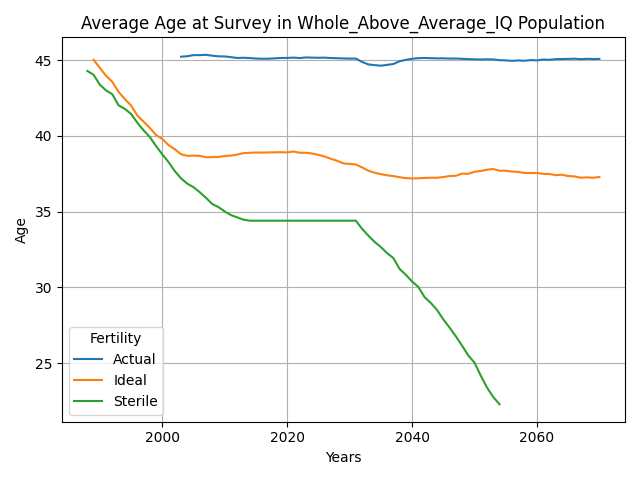 Average Age at Survey in Whole_Above_Average_IQ Population
Age
45
40
35
30
25
Fertility
Actual
Ideal
Sterile
2000
2020
2040
2060
Years